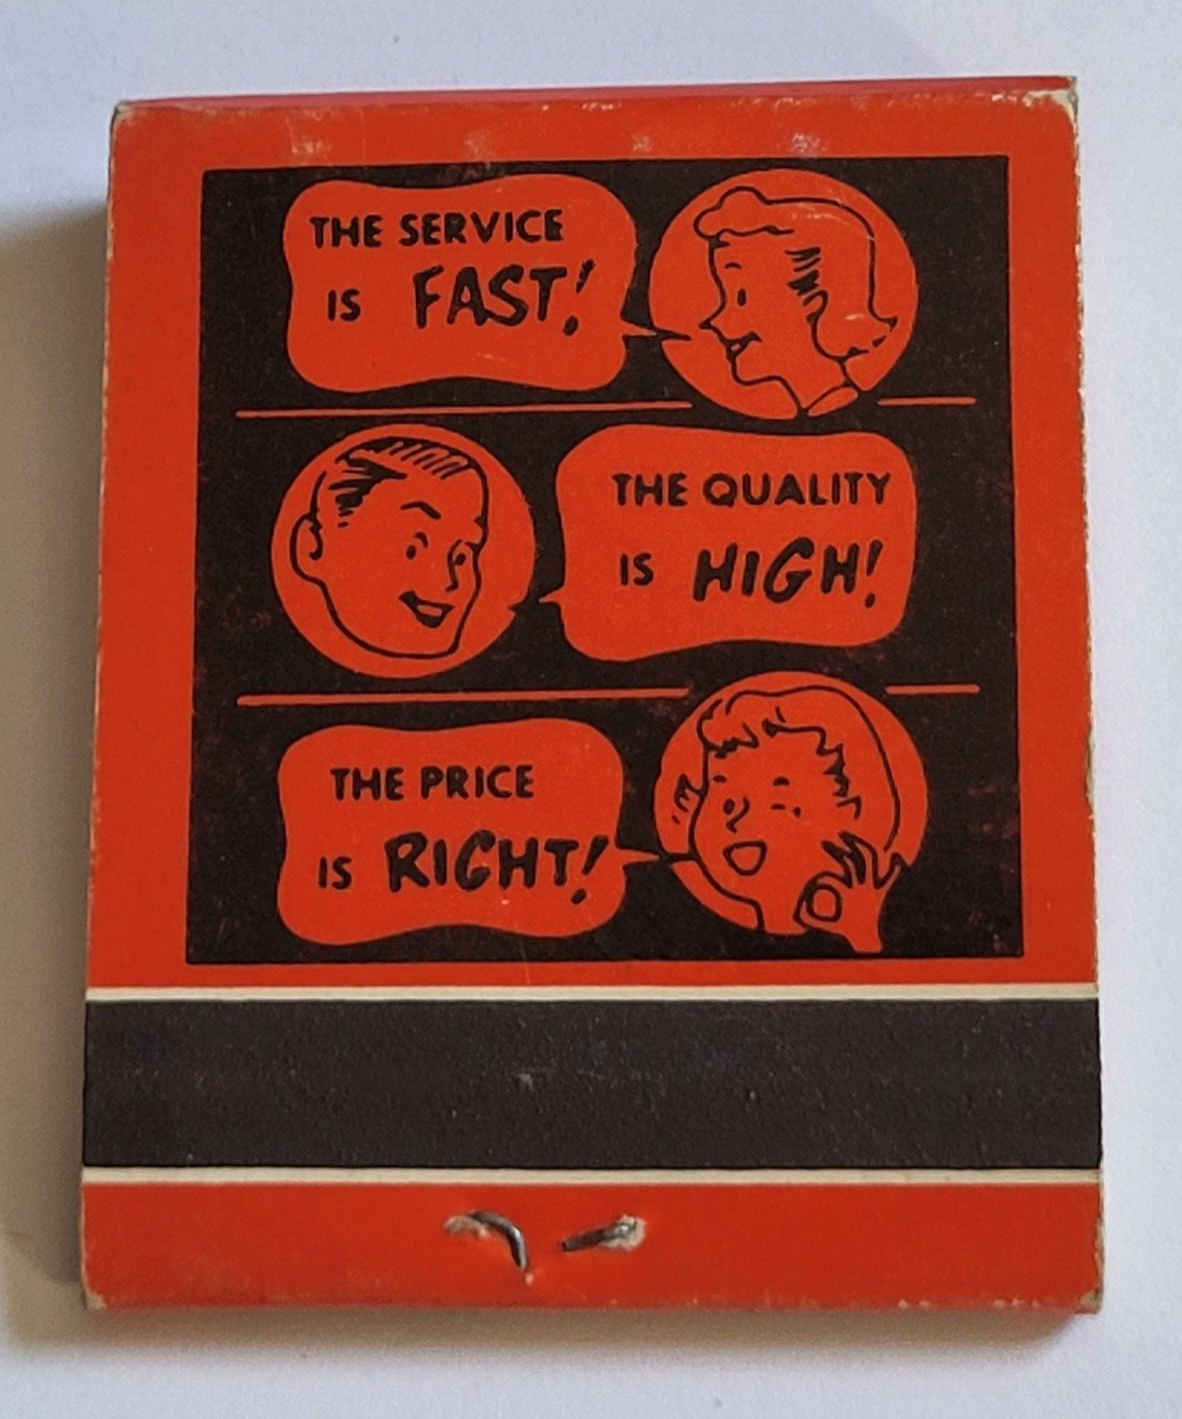 THE SERVICE
IS FAST!
THE QUALITY
IS HIGH!
THE PRICE
IS RIGHT!